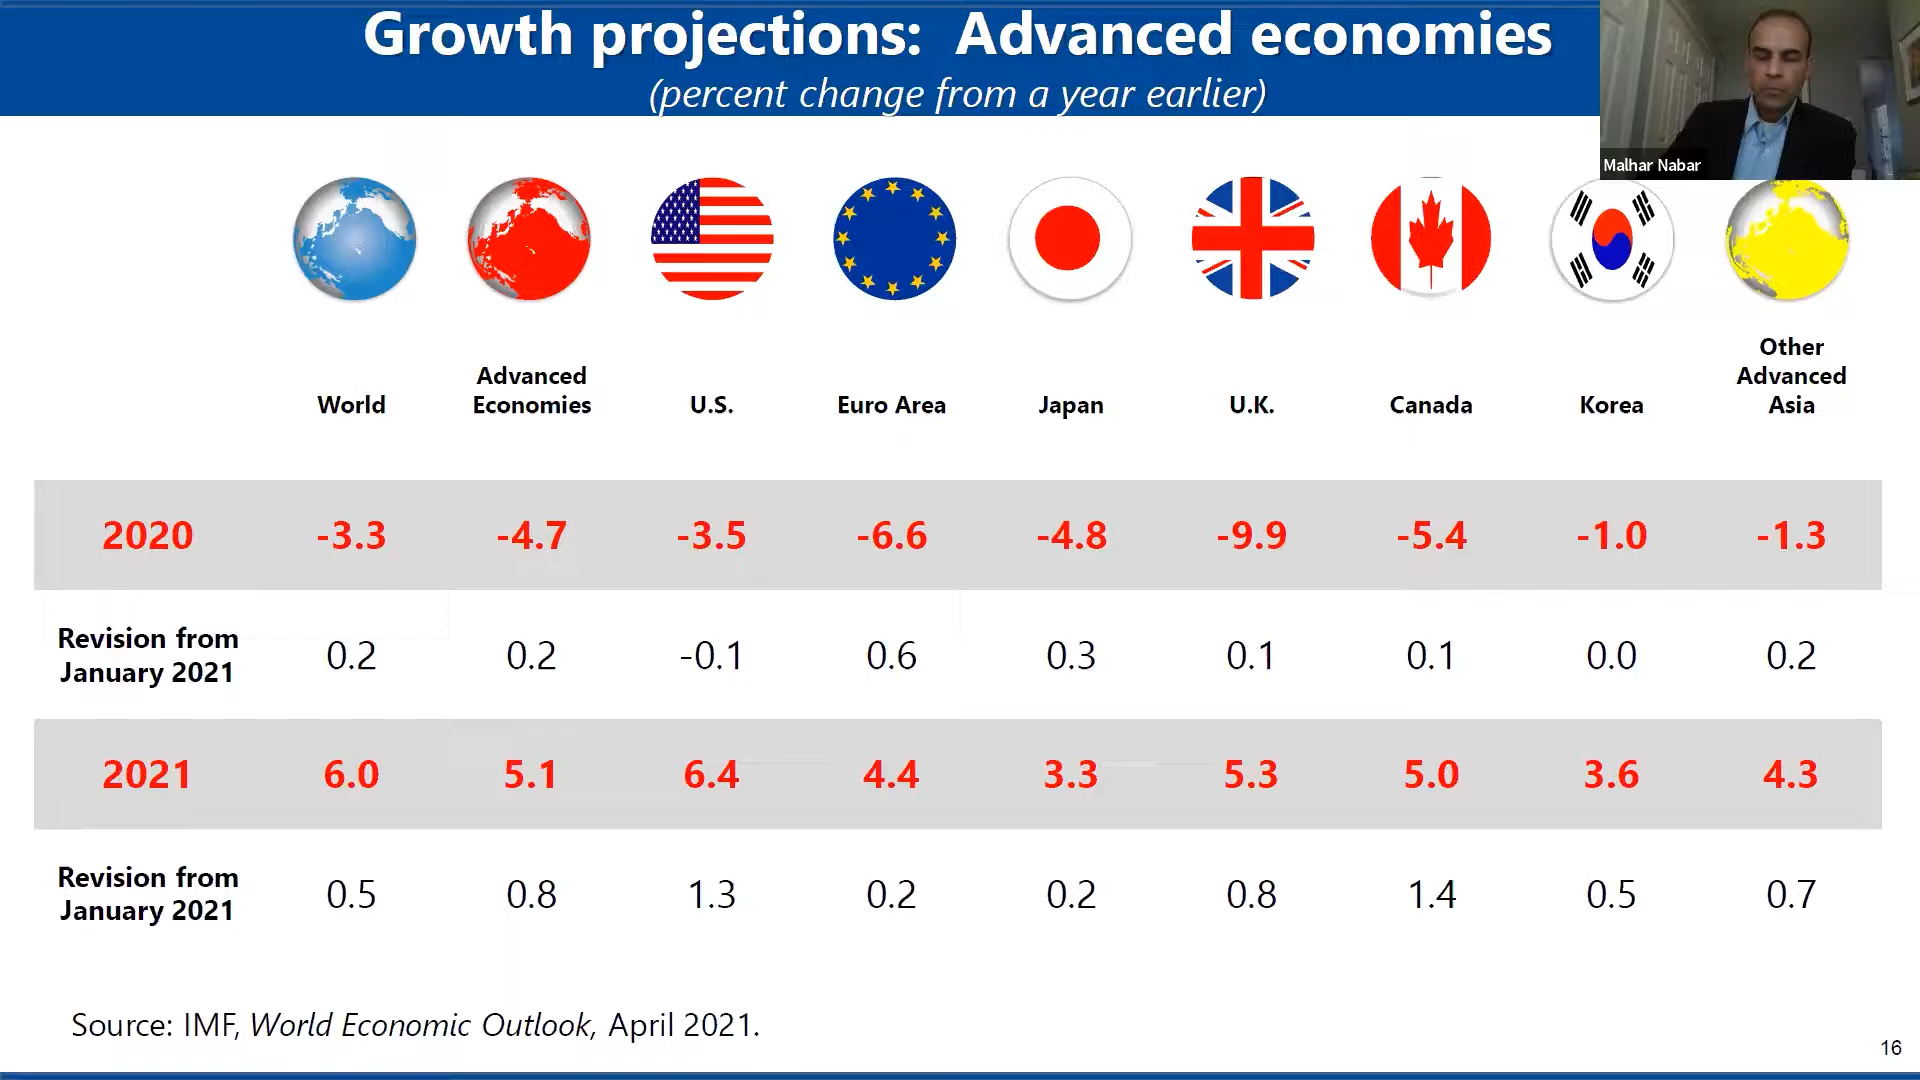 Growth projections: Advanced economies
(percent change from a year earlier)
Malhar Nabar
World
Advanced
Economies
U.S.
Euro Area
Japan
U.K.
Canada
Korea
Other
Advanced
Asia
2020 -3.3 -4.7 -3.5 -6.6 -4.8 -9.9 -5.4 -1.0 -1.3
Revision from
January 2021
0.2 0.2 -0.1 0.6 0.3 0.1 0.1 0.0 0.2
2021 6.0 5.1 6.4 4.4 3.3 5.3 5.0 3.6 4.3
Revision from
January 2021
0.5 0.8 1.3 0.2 0.2 0.8 1.4 0.5 0.7
Source: IMF, World Economic Outlook, April 2021.
16